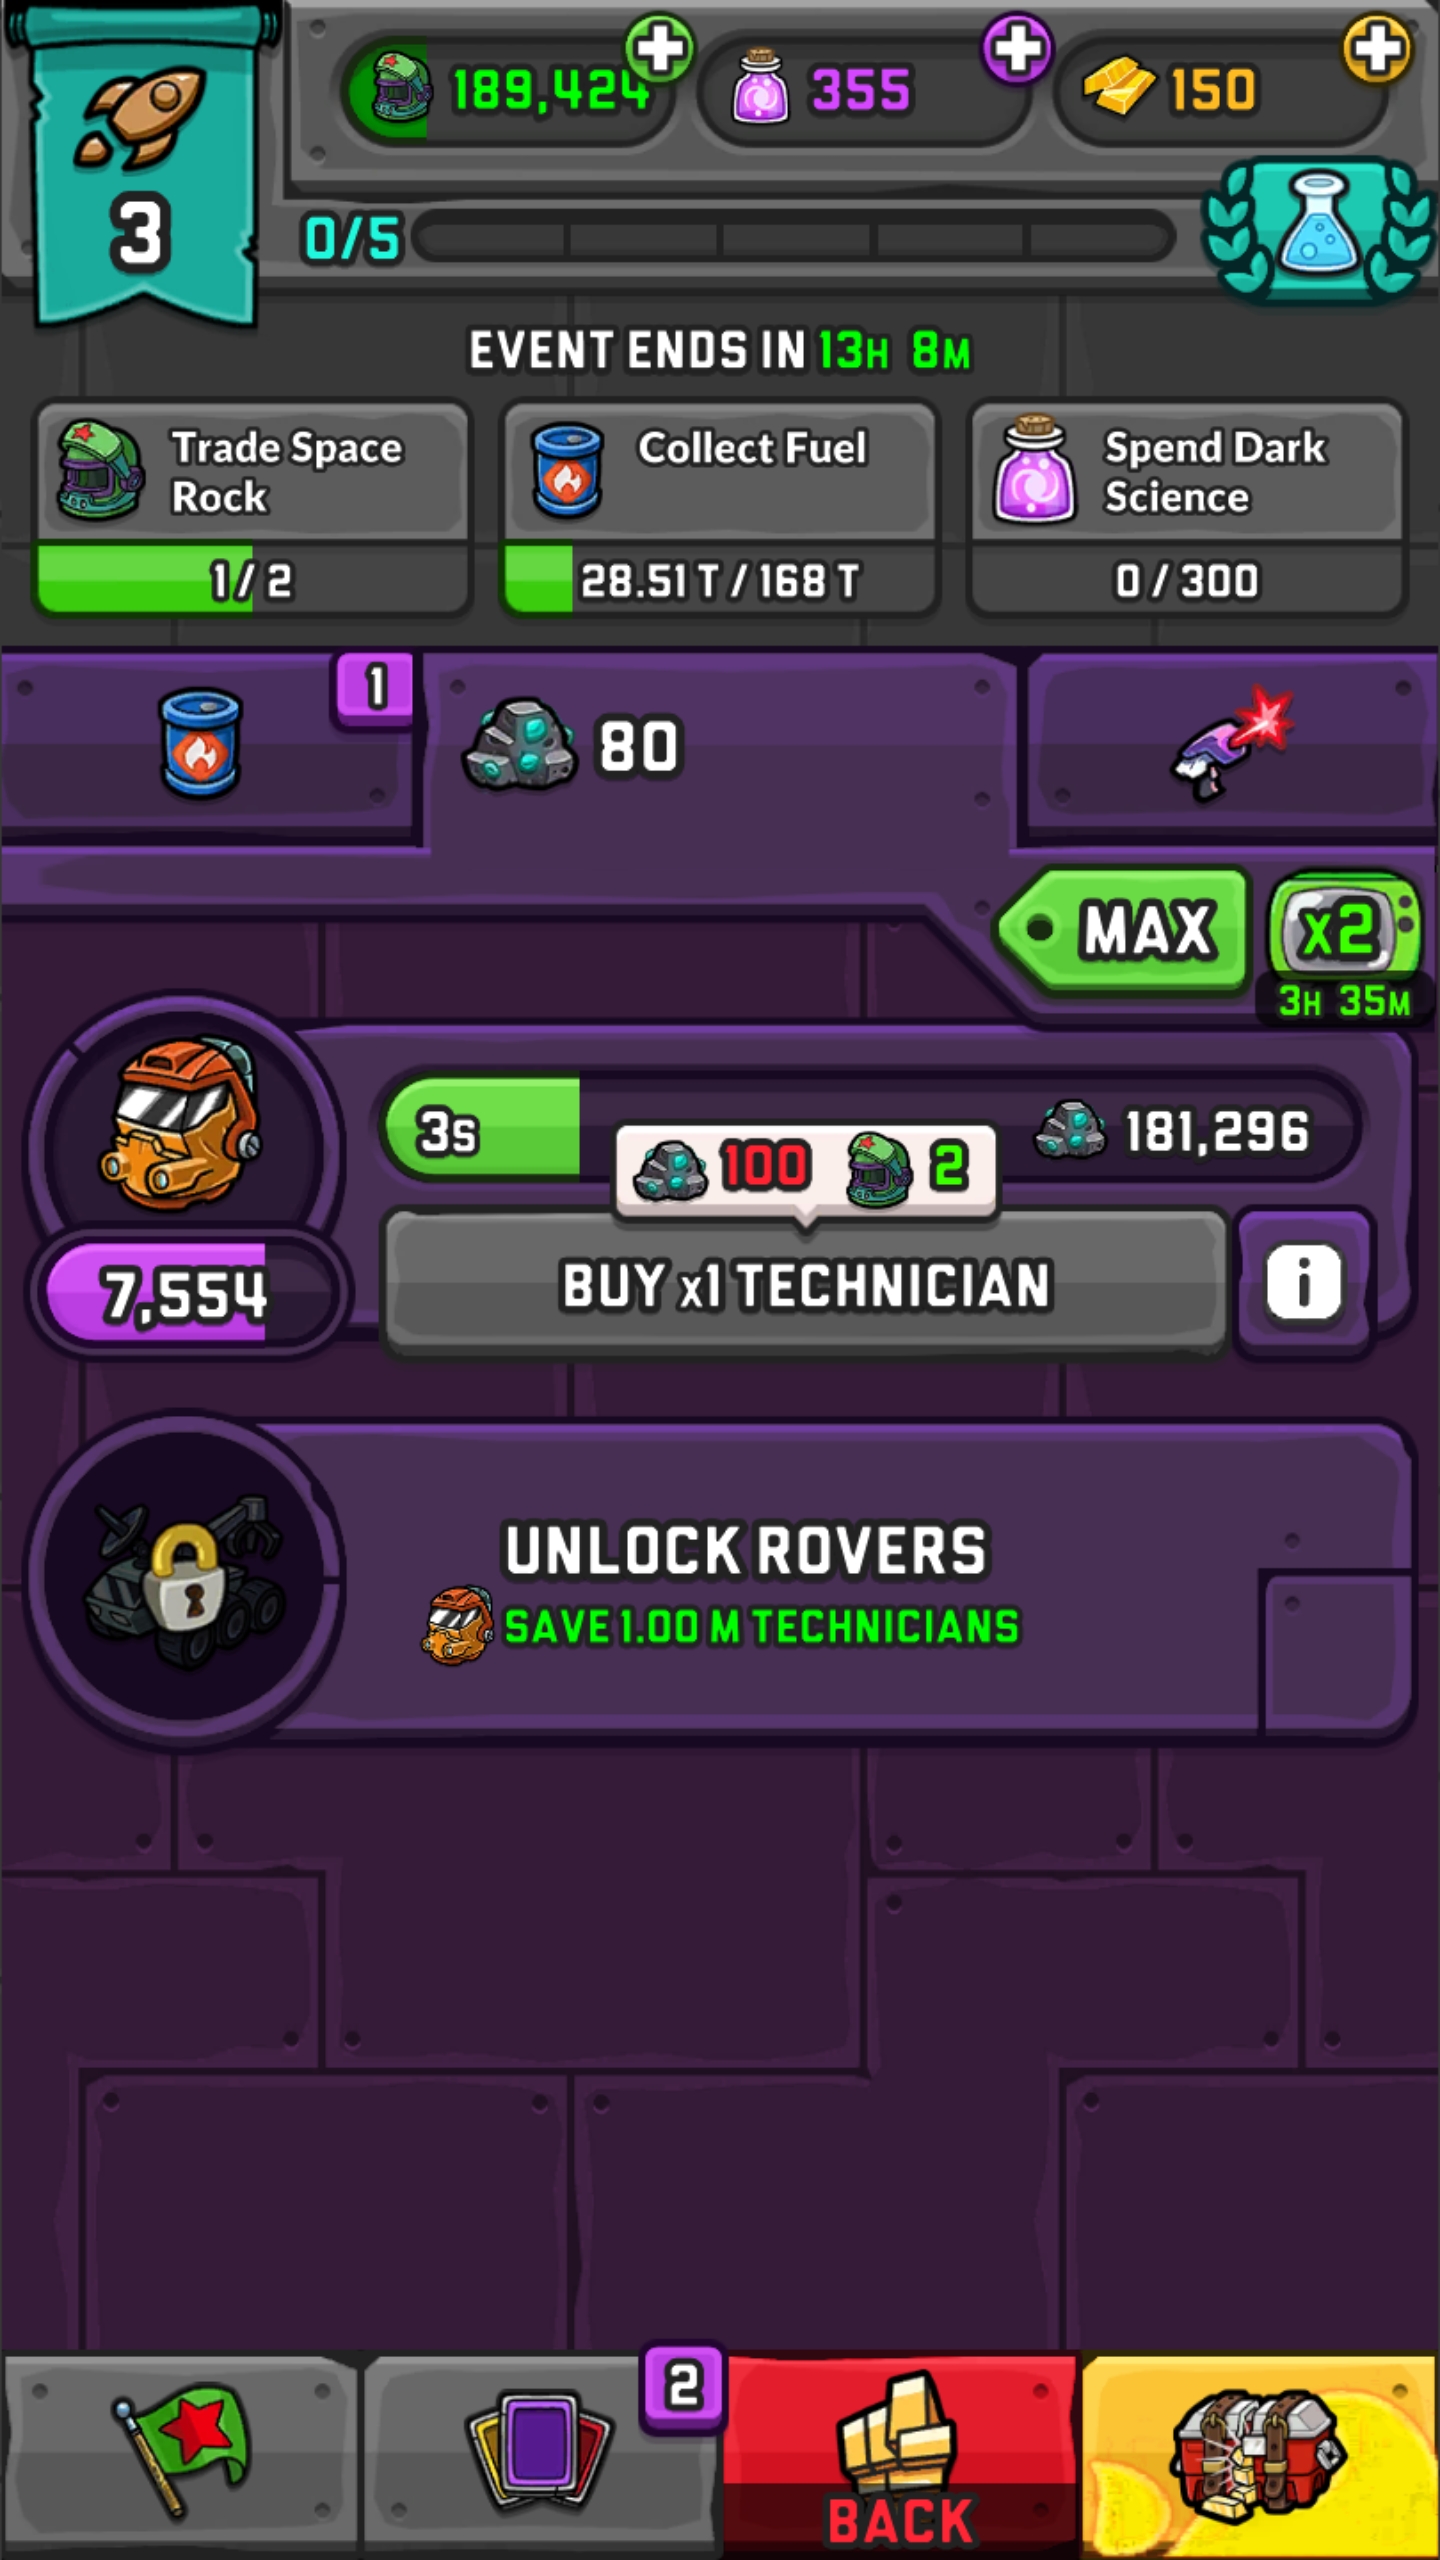 189,424
355
150
3
0/5
EVENT ENDS IN 13H 8M
Trade Space
Rock
1 / 2
Collect Fuel
28.51 T / 168 T
Spend Dark
Science
0 / 300
1
80
MAX
x2
3H 35M
3s
181,296
100
2
7,554
BUY x1 TECHNICIAN
i
UNLOCK ROVERS
SAVE 1.00 M TECHNICIANS
2
BACK